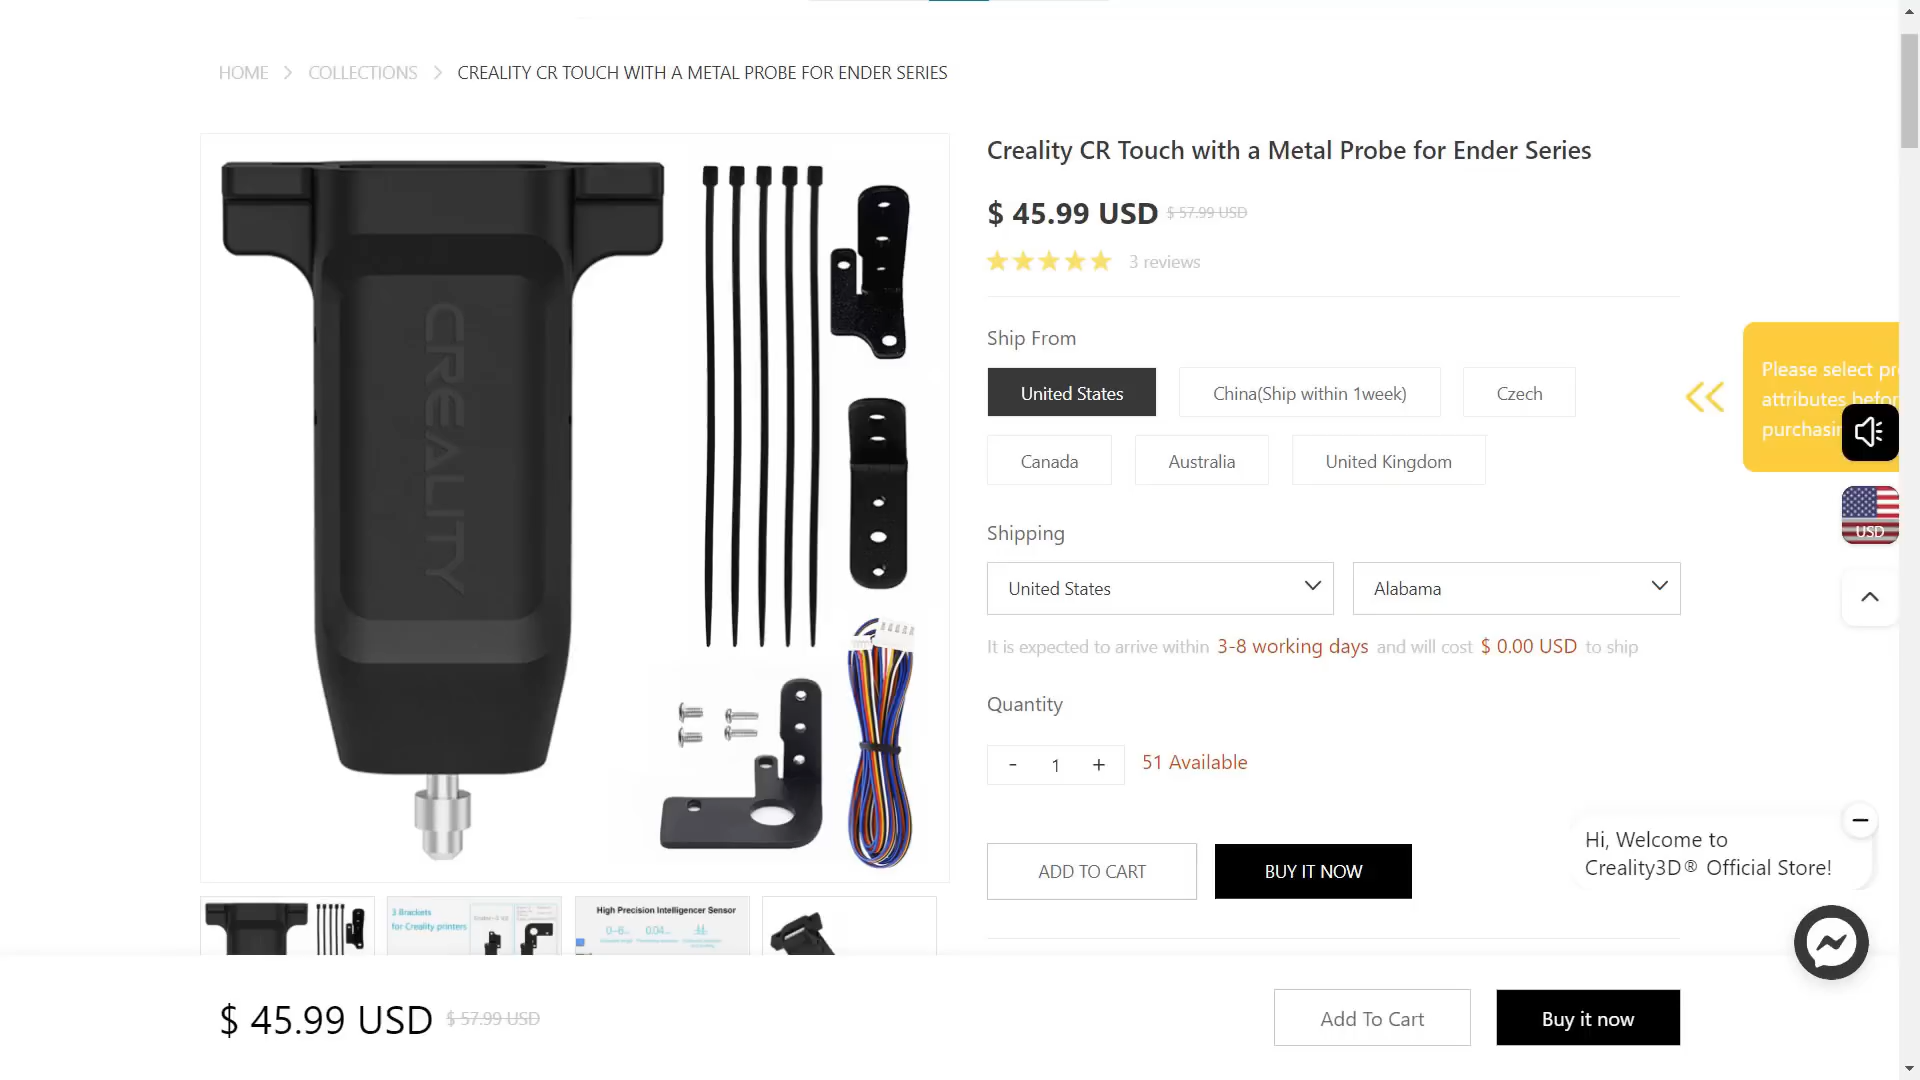 HOME
COLLECTIONS
CREALITY CR TOUCH WITH A METAL PROBE FOR ENDER SERIES
CREALITY
Creality CR Touch with a Metal Probe for Ender Series
$ 45.99 USD $ 57.99 USD
3 reviews
Ship From
United States
China(Ship within 1week)
Czech
Canada
Australia
United Kingdom
Please select pr
attributes befor
purchasi
USD
Shipping
United States
Alabama
It is expected to arrive within 3-8 working days and will cost $ 0.00 USD to ship
Quantity
- 1 +
51 Available
ADD TO CART
BUY IT NOW
Hi, Welcome to
Creality3D® Official Store!
3 Brackets
for Creality printers
High Precision Intelligencer Sensor
$ 45.99 USD $ 57.99 USD
Add To Cart
Buy it now